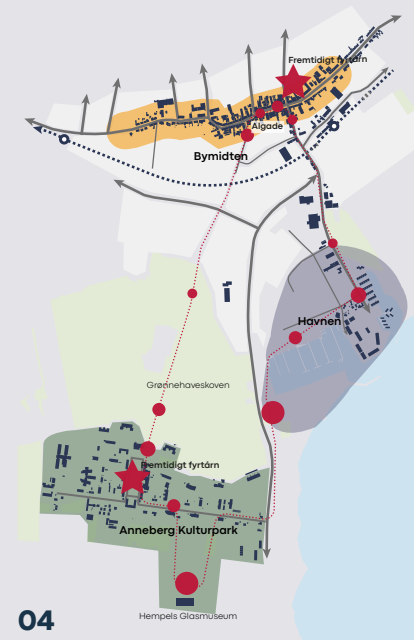 Fremtidigt fyrtårn
Algade
Bymidten
Havnen
Grønnehaveskoven
Fremtidigt fyrtårn
Anneberg Kulturpark
Hempels Glasmuseum
04